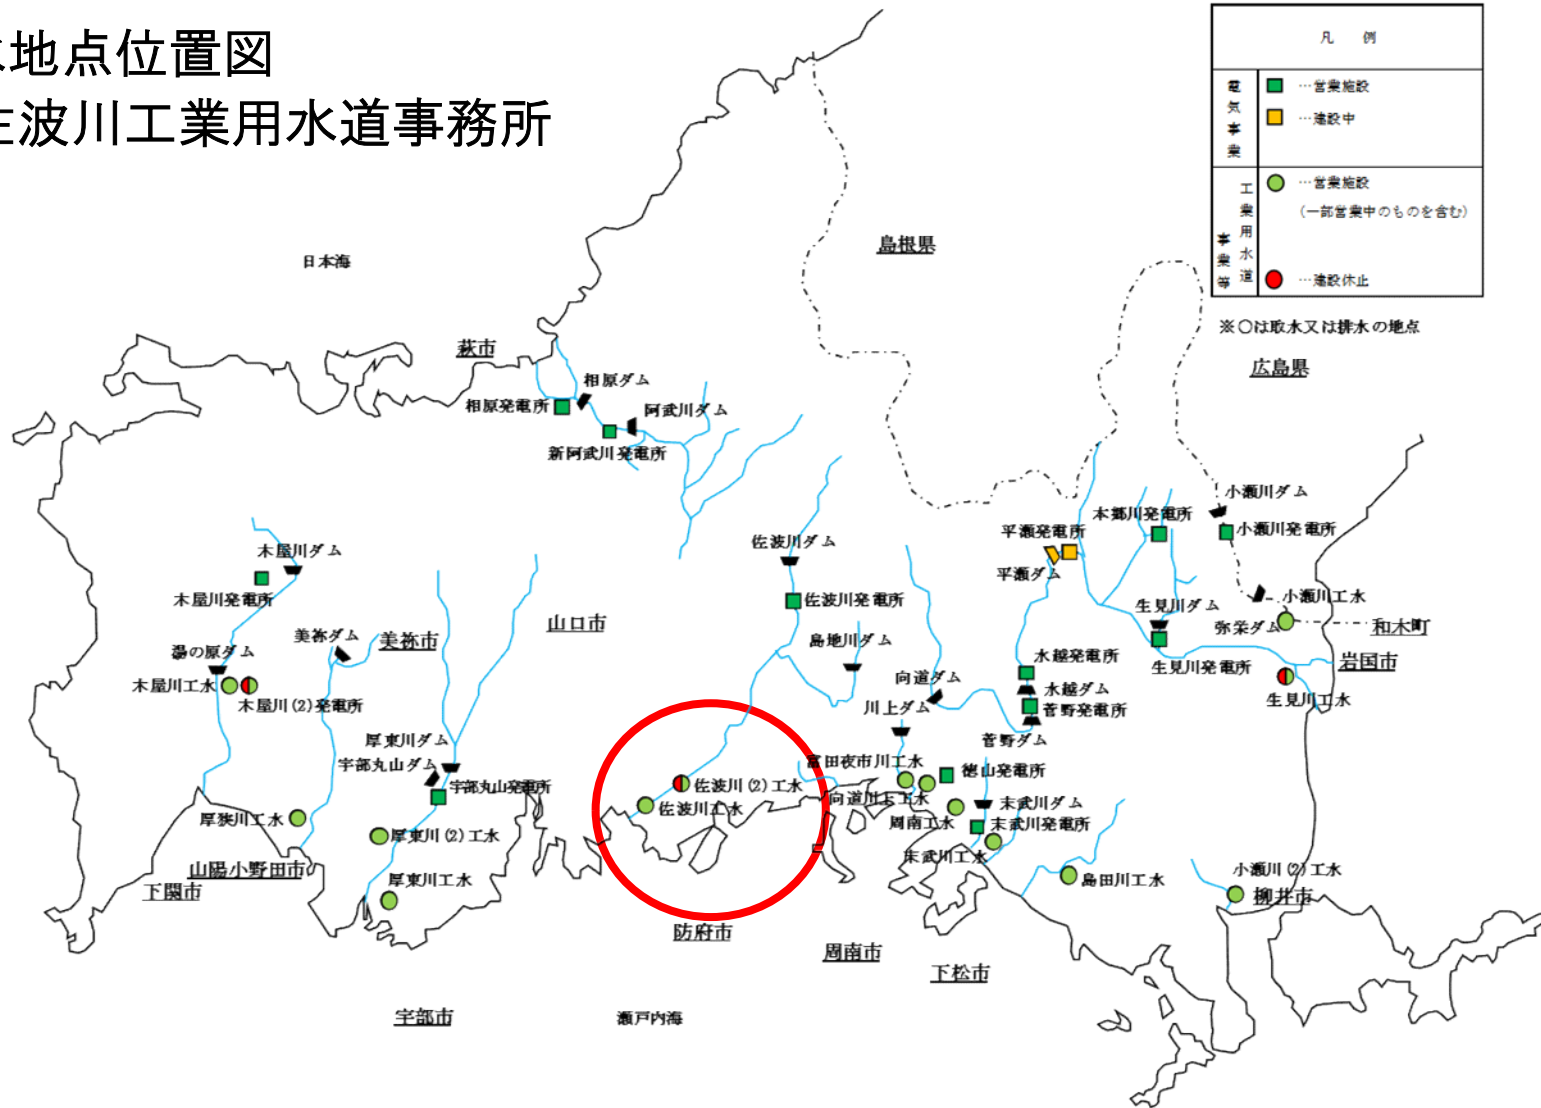 水地点位置図
佐波川工業用水道事務所
凡 例
電気事業
…営業施設
…建設中
工業用水道事業等
…営業施設
(一部営業中のものを含む)
…建設休止
※○は取水又は排水の地点
日本海
島根県
広島県
萩市
相原ダム
相原発電所
阿武川ダム
新阿武川発電所
小瀬川ダム
小瀬川発電所
本郷川発電所
平瀬発電所
平瀬ダム
佐波川ダム
佐波川発電所
木屋川ダム
木屋川発電所
小瀬川工水
弥栄ダム
和木町
生見川ダム
生見川発電所
岩国市
生見川工水
山口市
島地川ダム
美祢ダム
美祢市
湯の原ダム
木屋川工水
木屋川(2)発電所
水越発電所
水越ダム
菅野発電所
菅野ダム
向道ダム
川上ダム
厚東川ダム
宇部丸山ダム
宇部丸山発電所
富田夜市川工水
徳山発電所
佐波川(2)工水
佐波川工水
向道川上工水
周南工水
末武川ダム
末武川発電所
末武川工水
厚狭川工水
厚東川(2)工水
厚東川工水
山陽小野田市
下関市
島田川工水
小瀬川(2)工水
柳井市
防府市
周南市
下松市
宇部市
瀬戸内海